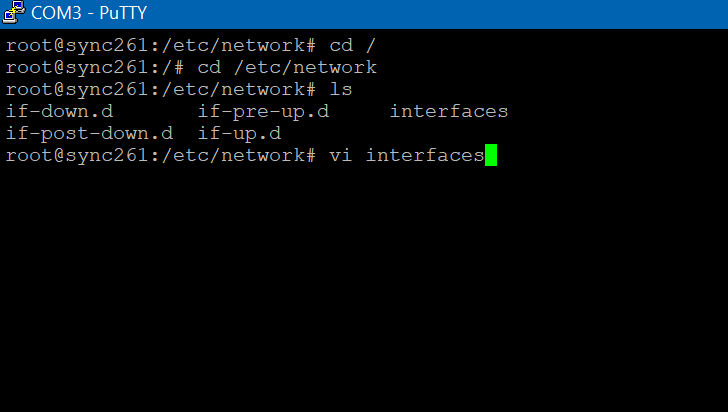 COM3 - PuTTY
root@sync261:/etc/network# cd /
root@sync261:/# cd /etc/network
root@sync261:/etc/network# ls
if-down.d       if-pre-up.d     interfaces
if-post-down.d  if-up.d
root@sync261:/etc/network# vi interfaces